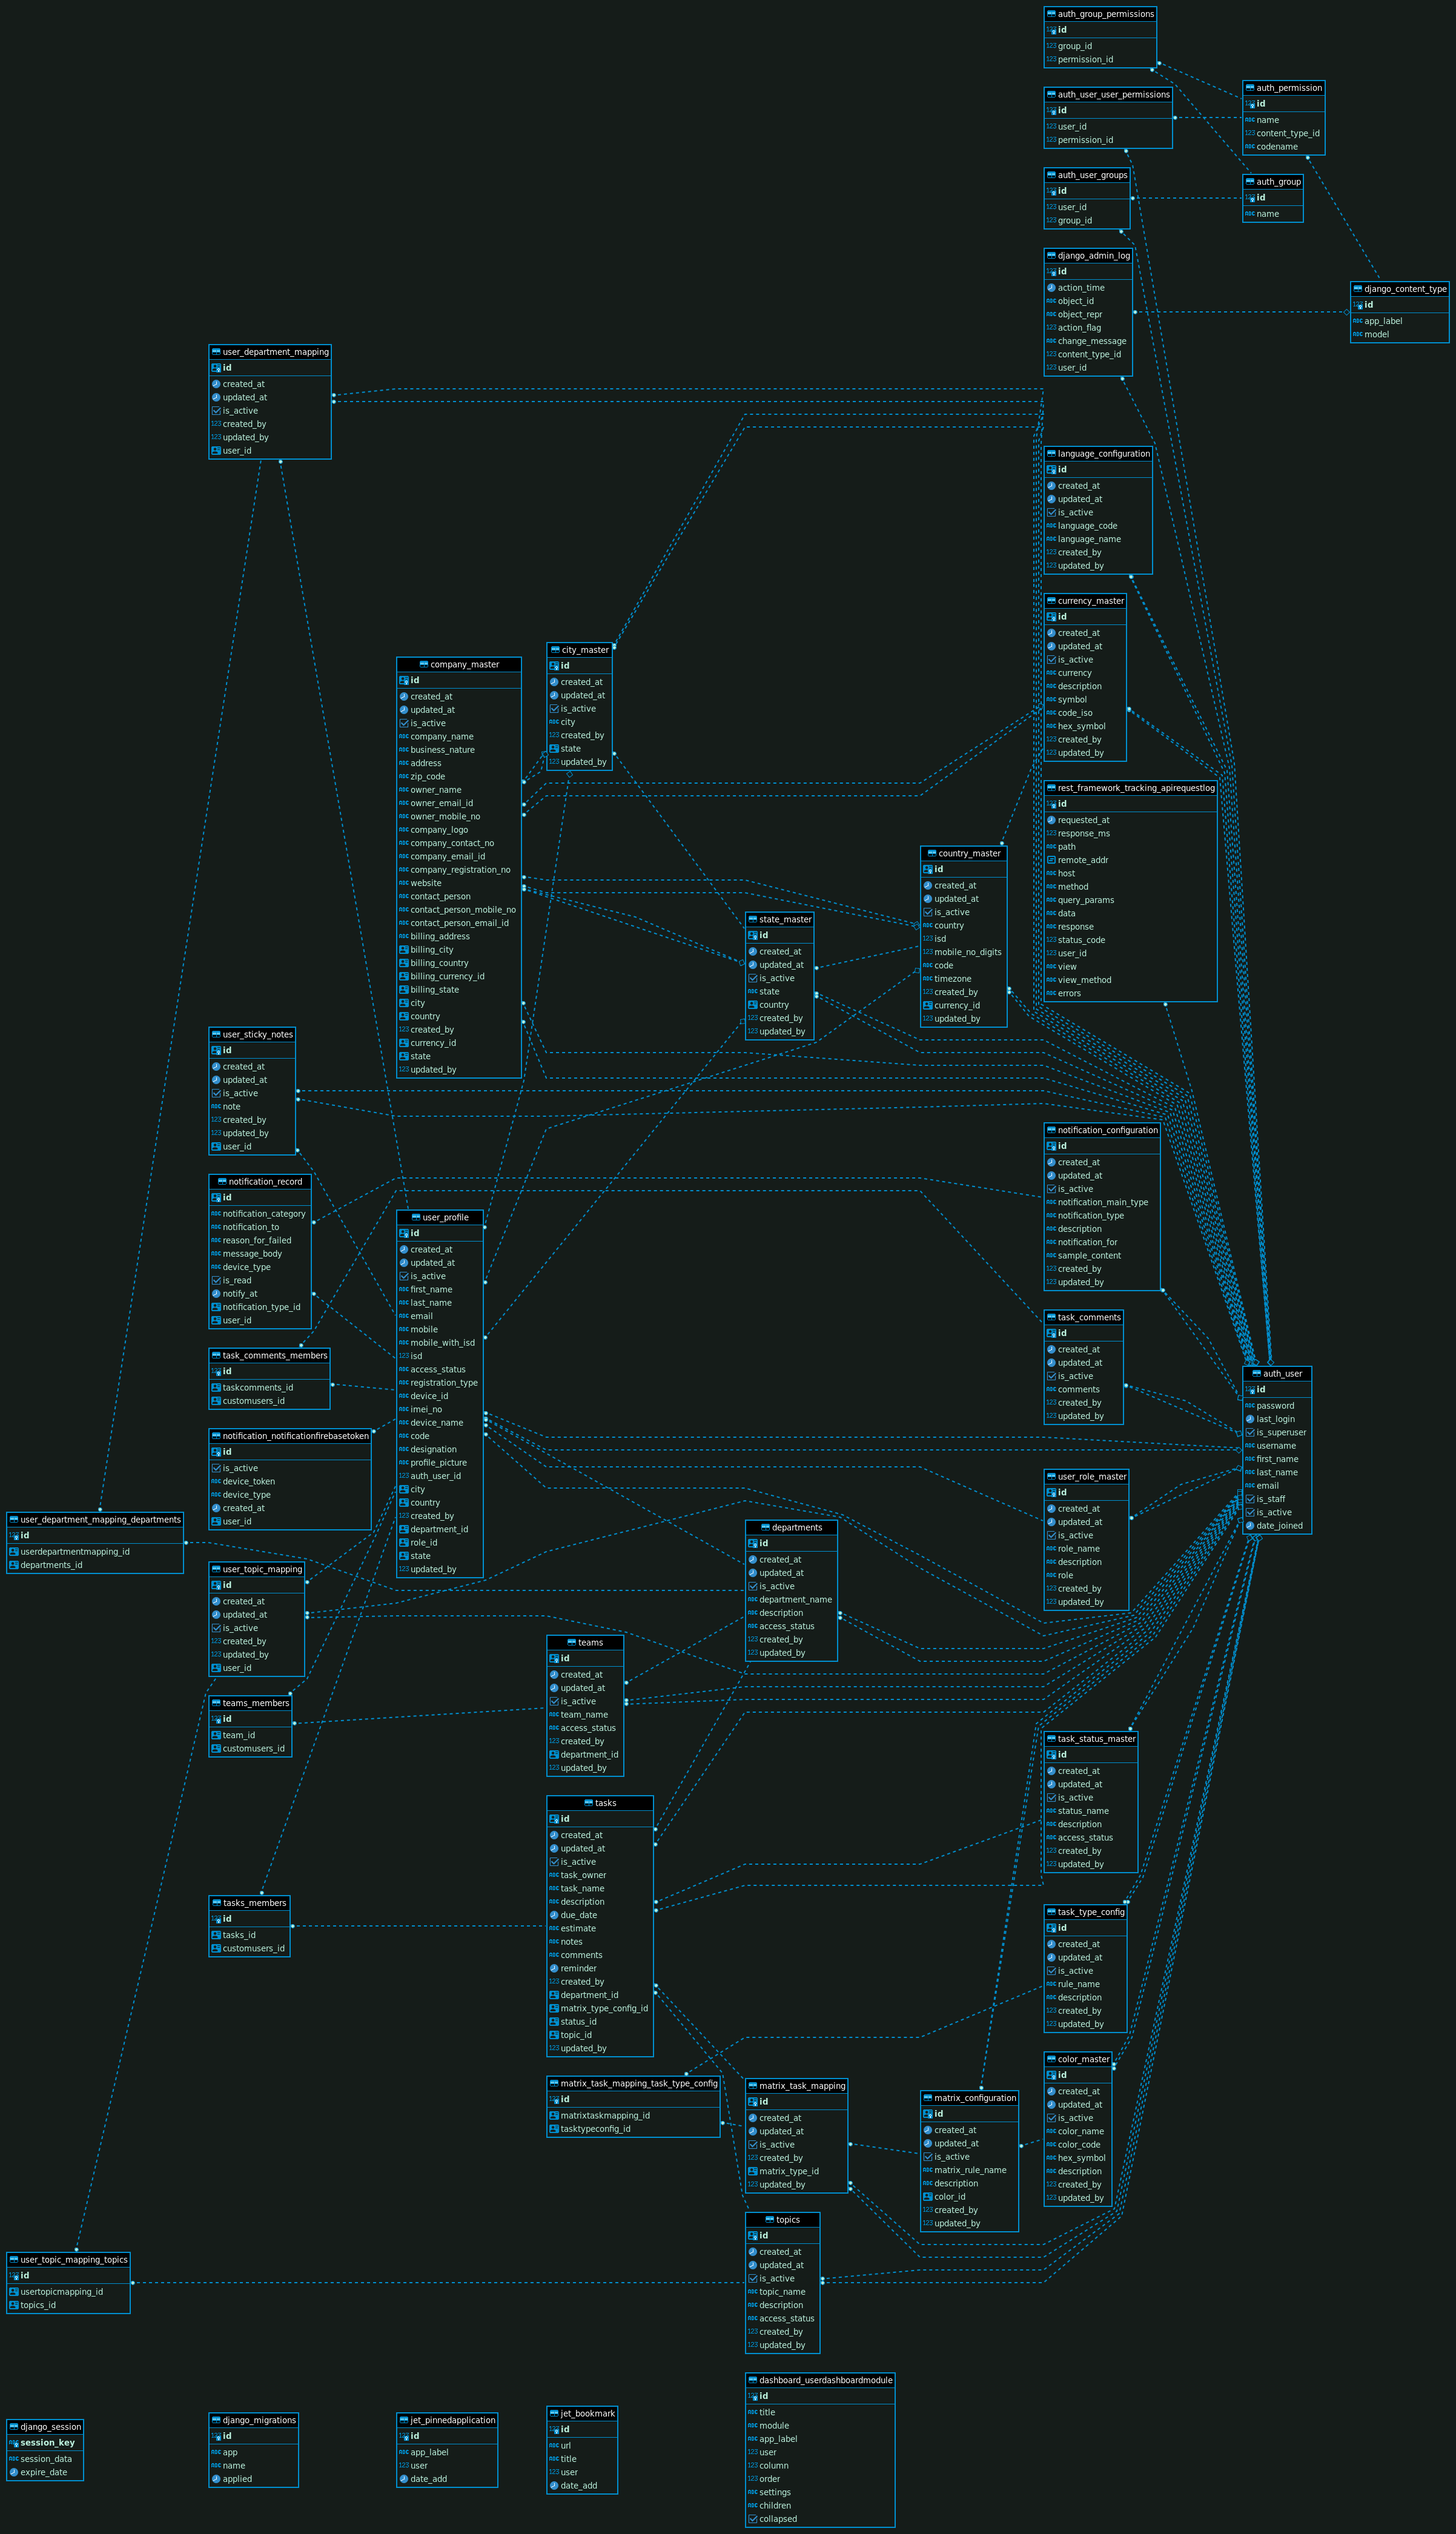 auth_group_permissions
id
group_id
permission_id
auth_user_user_permissions
id
user_id
permission_id
auth_permission
id
name
content_type_id
codename
auth_user_groups
id
user_id
group_id
auth_group
id
name
django_admin_log
id
action_time
object_id
object_repr
action_flag
change_message
content_type_id
user_id
django_content_type
id
app_label
model
user_department_mapping
id
created_at
updated_at
is_active
created_by
updated_by
user_id
language_configuration
id
created_at
updated_at
is_active
language_code
language_name
created_by
updated_by
currency_master
id
created_at
updated_at
is_active
currency
description
symbol
code_iso
hex_symbol
created_by
updated_by
city_master
id
created_at
updated_at
is_active
city
created_by
state
updated_by
company_master
id
created_at
updated_at
is_active
company_name
business_nature
address
zip_code
owner_name
owner_email_id
owner_mobile_no
company_logo
company_contact_no
company_email_id
company_registration_no
website
contact_person
contact_person_mobile_no
contact_person_email_id
billing_address
billing_city
billing_country
billing_currency_id
billing_state
city
country
created_by
currency_id
state
updated_by
rest_framework_tracking_apirequestlog
id
requested_at
response_ms
path
remote_addr
host
method
query_params
data
response
status_code
user_id
view
view_method
errors
country_master
id
created_at
updated_at
is_active
country
isd
mobile_no_digits
code
timezone
created_by
currency_id
updated_by
state_master
id
created_at
updated_at
is_active
state
country
created_by
updated_by
user_sticky_notes
id
created_at
updated_at
is_active
note
created_by
updated_by
user_id
notification_configuration
id
created_at
updated_at
is_active
notification_main_type
notification_type
description
notification_for
sample_content
created_by
updated_by
notification_record
id
notification_category
notification_to
reason_for_failed
message_body
device_type
is_read
notify_at
notification_type_id
user_id
user_profile
id
created_at
updated_at
is_active
first_name
last_name
email
mobile
mobile_with_isd
isd
access_status
registration_type
device_id
imei_no
device_name
code
designation
profile_picture
auth_user_id
city
country
created_by
department_id
role_id
state
updated_by
task_comments
id
created_at
updated_at
is_active
comments
created_by
updated_by
task_comments_members
id
taskcomments_id
customusers_id
auth_user
id
password
last_login
is_superuser
username
first_name
last_name
email
is_staff
is_active
date_joined
notification_notificationfirebasetoken
id
is_active
device_token
device_type
created_at
user_id
user_role_master
id
created_at
updated_at
is_active
role_name
description
role
created_by
updated_by
user_department_mapping_departments
id
userdepartmentmapping_id
departments_id
departments
id
created_at
updated_at
is_active
department_name
description
access_status
created_by
updated_by
user_topic_mapping
id
created_at
updated_at
is_active
created_by
updated_by
user_id
teams
id
created_at
updated_at
is_active
team_name
access_status
created_by
department_id
updated_by
teams_members
id
team_id
customusers_id
task_status_master
id
created_at
updated_at
is_active
status_name
description
access_status
created_by
updated_by
tasks
id
created_at
updated_at
is_active
task_owner
task_name
description
due_date
estimate
notes
comments
reminder
created_by
department_id
matrix_type_config_id
status_id
topic_id
updated_by
tasks_members
id
tasks_id
customusers_id
task_type_config
id
created_at
updated_at
is_active
rule_name
description
created_by
updated_by
color_master
id
created_at
updated_at
is_active
color_name
color_code
hex_symbol
description
created_by
updated_by
matrix_task_mapping_task_type_config
id
matrixtaskmapping_id
tasktypeconfig_id
matrix_task_mapping
id
created_at
updated_at
is_active
created_by
matrix_type_id
updated_by
matrix_configuration
id
created_at
updated_at
is_active
matrix_rule_name
description
color_id
created_by
updated_by
topics
id
created_at
updated_at
is_active
topic_name
description
access_status
created_by
updated_by
user_topic_mapping_topics
id
usertopicmapping_id
topics_id
dashboard_userdashboardmodule
id
title
module
app_label
user
column
order
settings
children
collapsed
django_session
session_key
session_data
expire_date
django_migrations
id
app
name
applied
jet_pinnedapplication
id
app_label
user
date_add
jet_bookmark
id
url
title
user
date_add